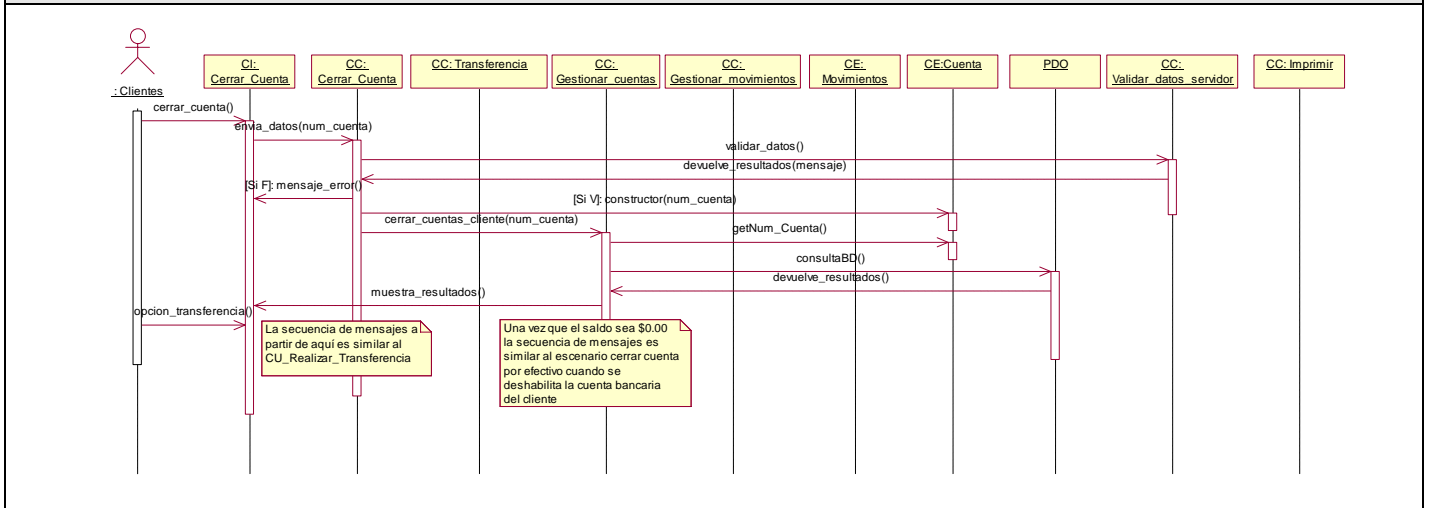 : Clientes
CI:
Cerrar_Cuenta
CC:
Cerrar_Cuenta
CC: Transferencia
CC:
Gestionar_cuentas
CC:
Gestionar_movimientos
CE:
Movimientos
CE:Cuenta
PDO
CC:
Validar_datos_servidor
CC: Imprimir
cerrar_cuenta()
envia_datos(num_cuenta)
validar_datos()
devuelve_resultados(mensaje)
[Si F]: mensaje_error()
[Si V]: constructor(num_cuenta)
cerrar_cuentas_cliente(num_cuenta)
getNum_Cuenta()
consultaBD()
devuelve_resultados()
muestra_resultados()
opcion_transferencia()
La secuencia de mensajes a
partir de aquí es similar al
CU_Realizar_Transferencia
Una vez que el saldo sea $0.00
la secuencia de mensajes es
similar al escenario cerrar cuenta
por efectivo cuando se
deshabilita la cuenta bancaria
del cliente